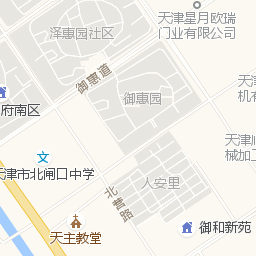 天津星月欧瑞
门业有限公司
泽惠园社区
御惠道
御惠园
天津
机有
府南区
天津顺
械加工
天津市北闸口中学
人安里
北营路
御和新苑
天主教堂